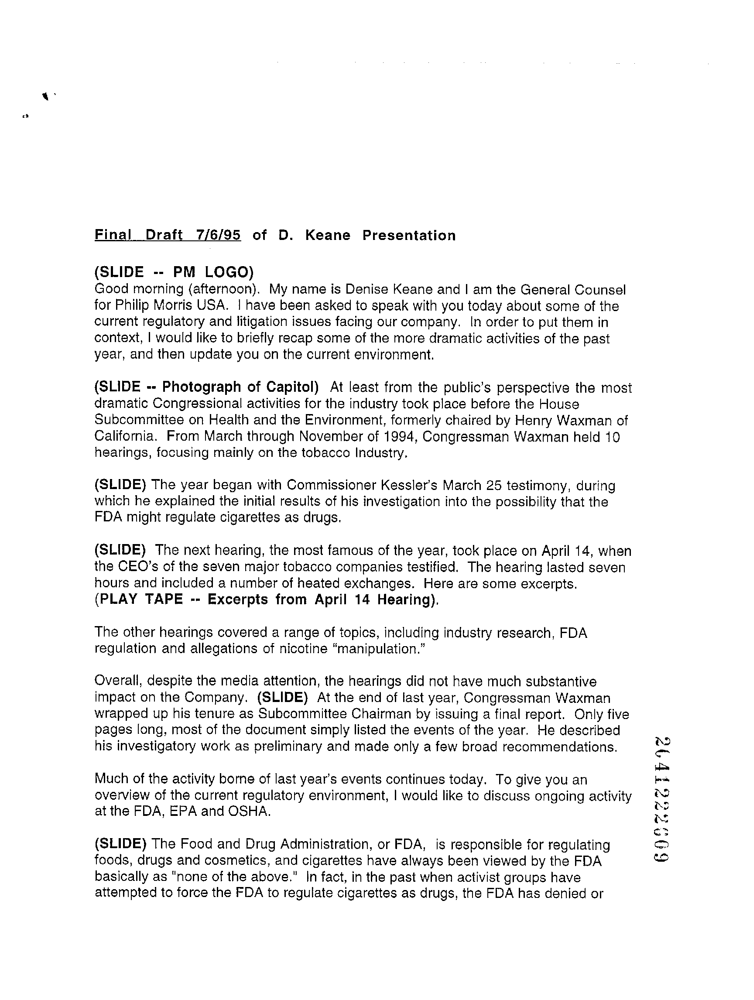 Final Draft 7/6/95 of D. Keane Presentation
(SLIDE -- PM LOGO)
Good morning (afternoon). My name is Denise Keane and I am the General Counsel
for Philip Morris USA. I have been asked to speak with you today about some of the
current regulatory and litigation issues facing our company. In order to put them in
context, I would like to briefly recap some of the more dramatic activities of the past
year, and then update you on the current environment.
(SLIDE -- Photograph of Capitol) At least from the public's perspective the most
dramatic Congressional activities for the industry took place before the House
Subcommittee on Health and the Environment, formerly chaired by Henry Waxman of
California. From March through November of 1994, Congressman Waxman held 10
hearings, focusing mainly on the tobacco Industry.
(SLIDE) The year began with Commissioner Kessler's March 25 testimony, during
which he explained the initial results of his investigation into the possibility that the
FDA might regulate cigarettes as drugs.
(SLIDE) The next hearing, the most famous of the year, took place on April 14, when
the CEO's of the seven major tobacco companies testified. The hearing lasted seven
hours and included a number of heated exchanges. Here are some excerpts.
(PLAY TAPE -- Excerpts from April 14 Hearing).
The other hearings covered a range of topics, including industry research, FDA
regulation and allegations of nicotine "manipulation."
Overall, despite the media attention, the hearings did not have much substantive
impact on the Company. (SLIDE) At the end of last year, Congressman Waxman
wrapped up his tenure as Subcommittee Chairman by issuing a final report. Only five
pages long, most of the document simply listed the events of the year. He described
his investigatory work as preliminary and made only a few broad recommendations.
Much of the activity borne of last year's events continues today. To give you an
overview of the current regulatory environment, I would like to discuss ongoing activity
at the FDA, EPA and OSHA.
(SLIDE) The Food and Drug Administration, or FDA, is responsible for regulating
foods, drugs and cosmetics, and cigarettes have always been viewed by the FDA
basically as "none of the above." In fact, in the past when activist groups have
attempted to force the FDA to regulate cigarettes as drugs, the FDA has denied or